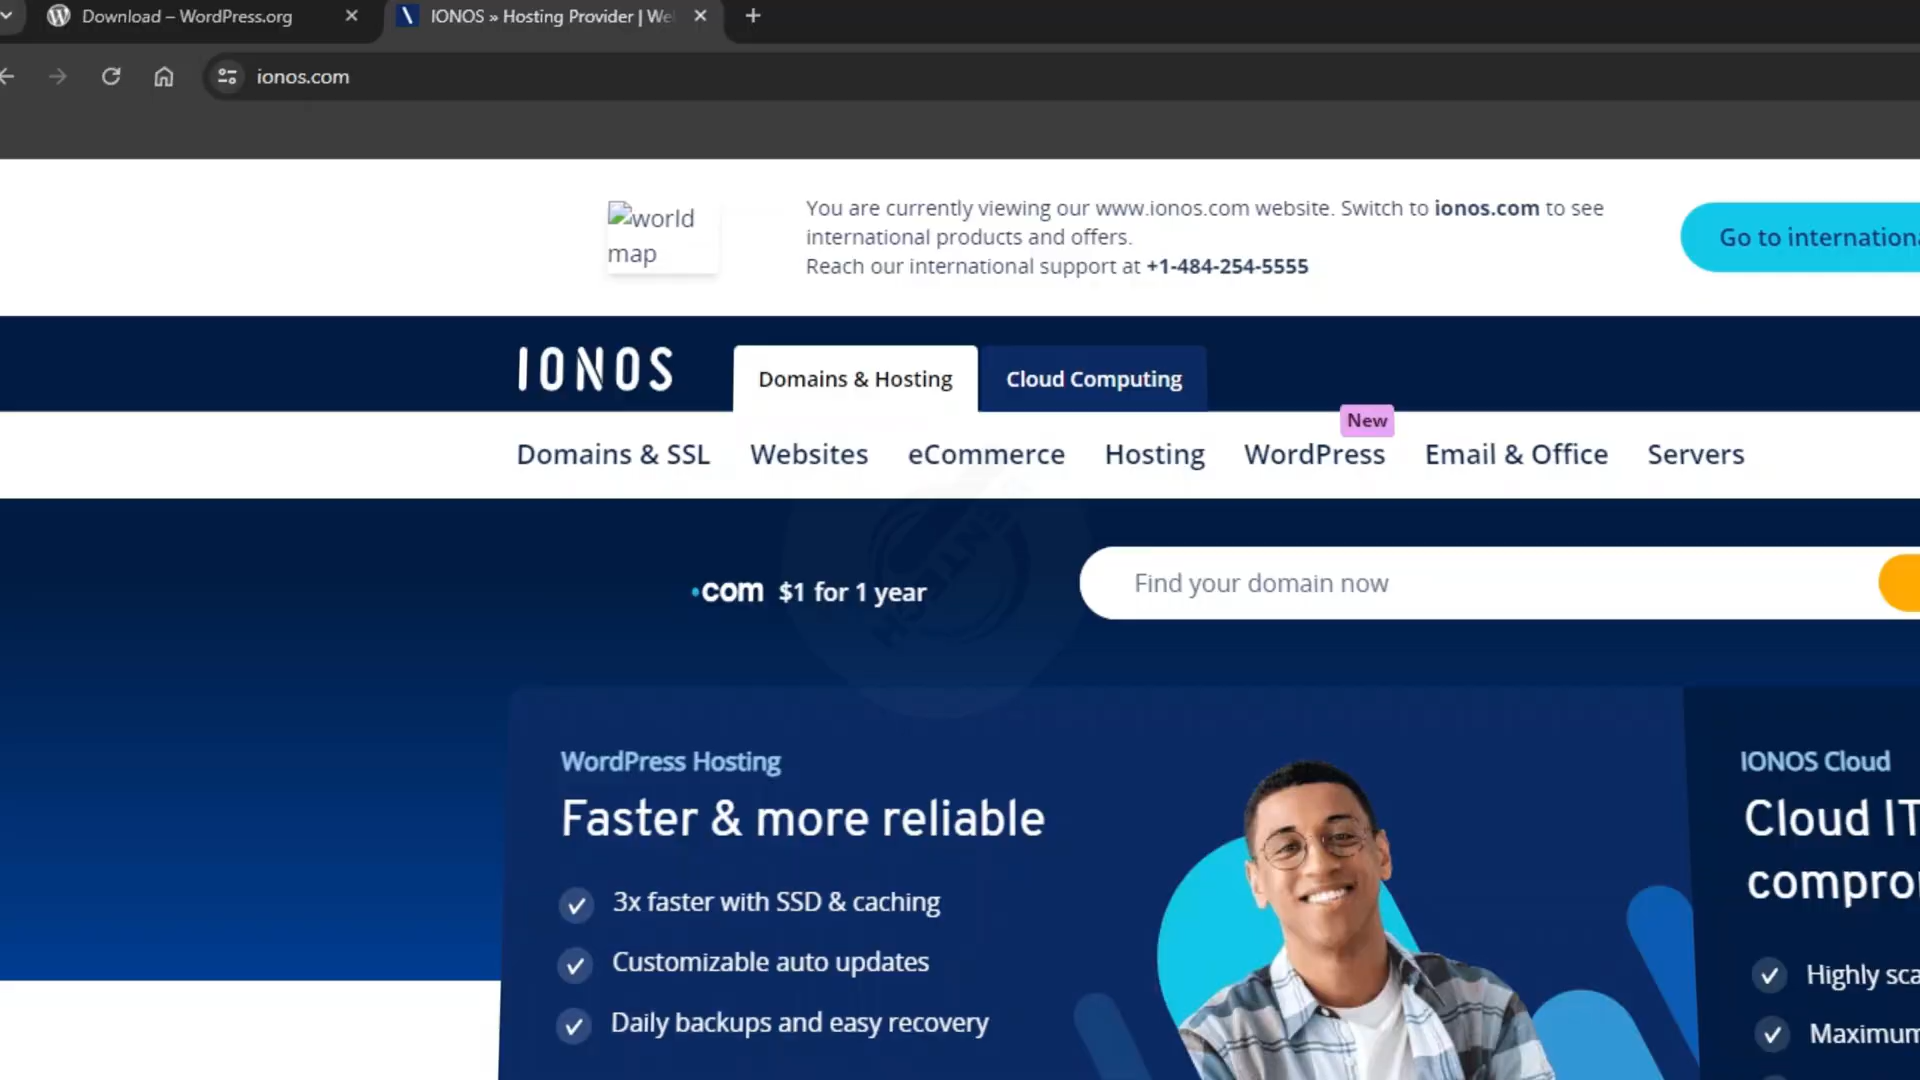 Download – WordPress.org
IONOS » Hosting Provider | We
ionos.com
world
map
You are currently viewing our www.ionos.com website. Switch to ionos.com to see
international products and offers.
Reach our international support at +1-484-254-5555
Go to internationa
IONOS
Domains & Hosting
Cloud Computing
New
Domains & SSL
Websites
eCommerce
Hosting
WordPress
Email & Office
Servers
.com $1 for 1 year
Find your domain now
WordPress Hosting
Faster & more reliable
3x faster with SSD & caching
Customizable auto updates
Daily backups and easy recovery
IONOS Cloud
Cloud IT
compro
Highly sca
Maximum